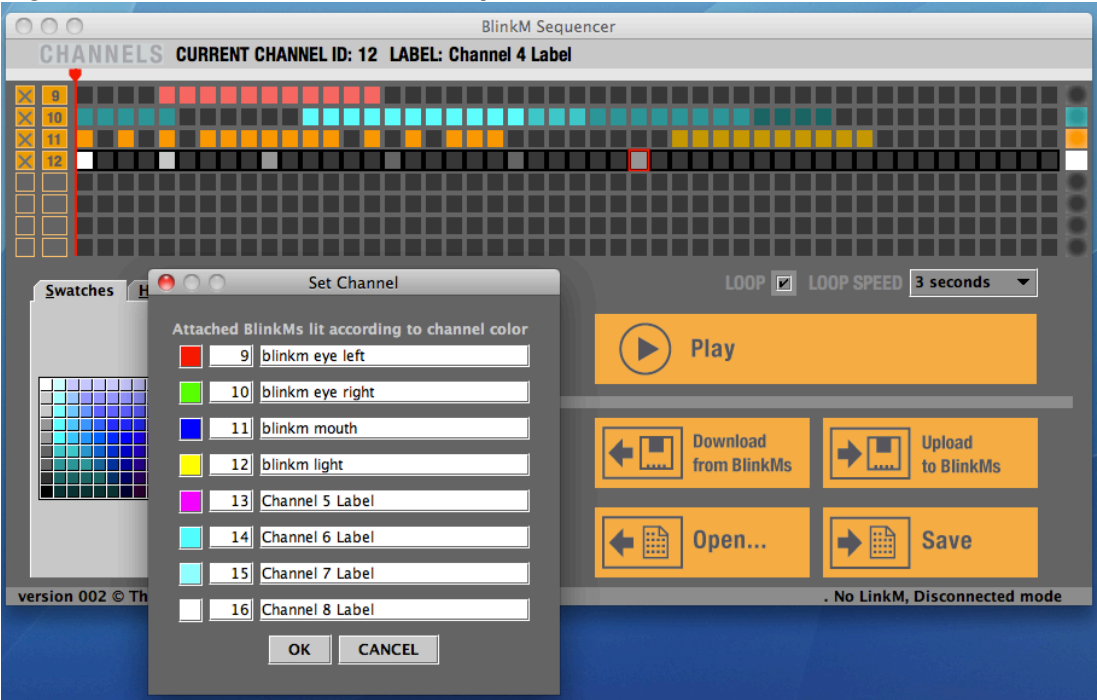 BlinkM Sequencer
CHANNELS CURRENT CHANNEL ID: 12 LABEL: Channel 4 Label
9
10
11
12
Swatches H
LOOP LOOP SPEED 3 seconds
Set Channel
Attached BlinkMs lit according to channel color
9 blinkm eye left
10 blinkm eye right
11 blinkm mouth
12 blinkm light
13 Channel 5 Label
14 Channel 6 Label
15 Channel 7 Label
16 Channel 8 Label
OK CANCEL
Play
Download
from BlinkMs
Upload
to BlinkMs
Open...
Save
version 002 © Th
. No LinkM, Disconnected mode